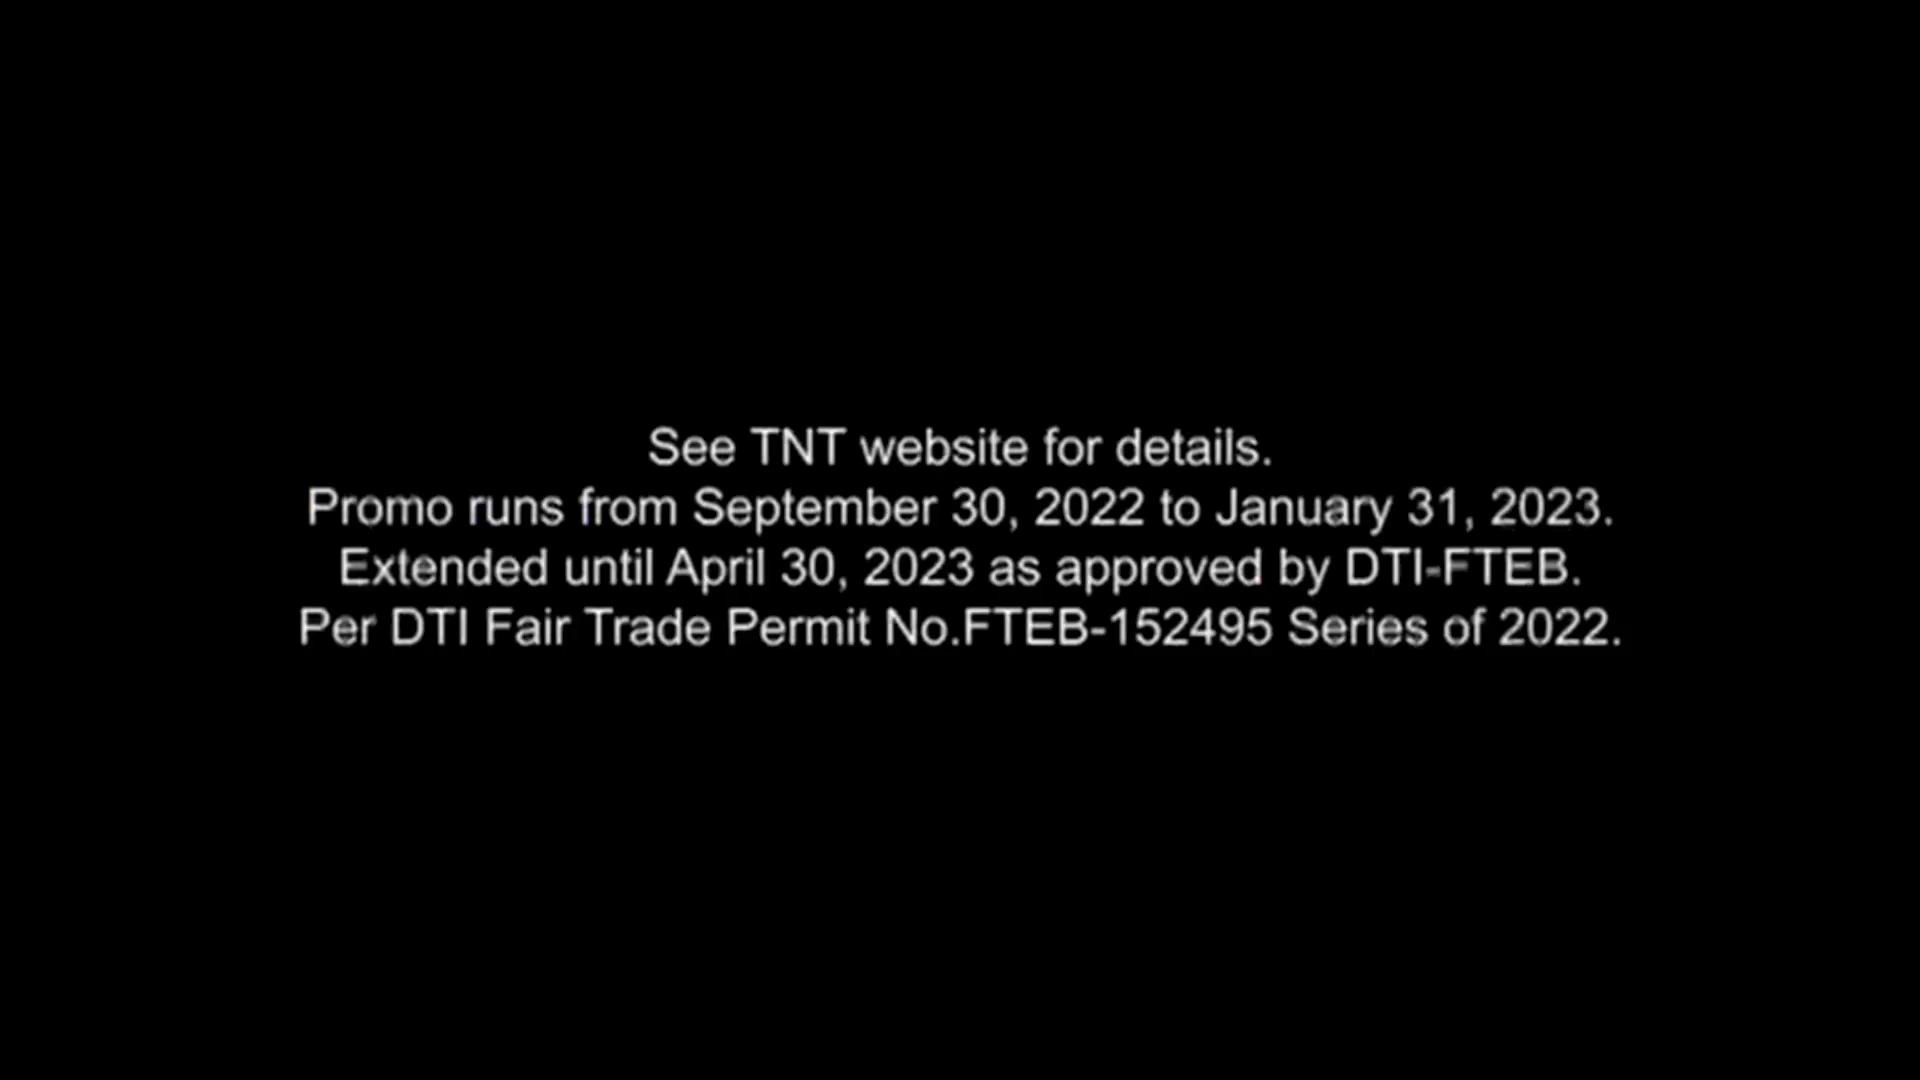 See TNT website for details.
Promo runs from September 30, 2022 to January 31, 2023.
Extended until April 30, 2023 as approved by DTI-FTEB.
Per DTI Fair Trade Permit No.FTEB-152495 Series of 2022.